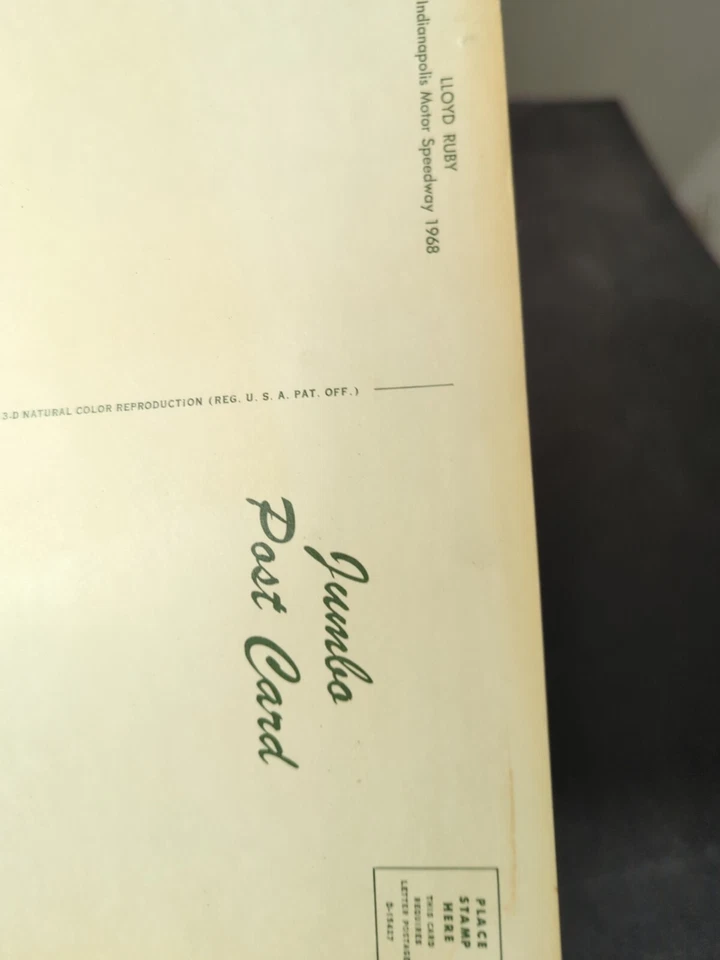 LLOYD RUBY
Indianapolis Motor Speedway 1968
3-D NATURAL COLOR REPRODUCTION (REG. U. S. A. PAT. OFF.)
Jumbo
Post Card
PLACE
STAMP
HERE
THIS CARD
REQUIRES
LETTER POSTAGE
D-15427